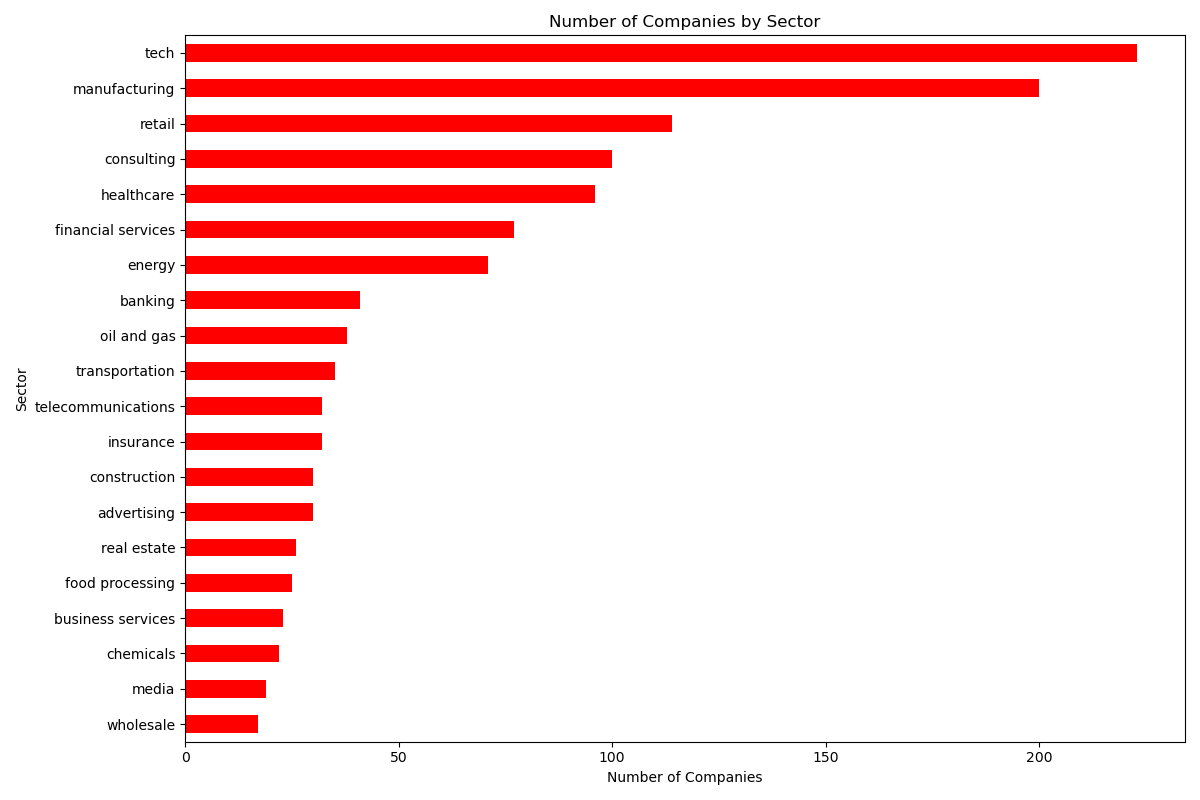 Number of Companies by Sector
tech
manufacturing
retail
consulting
healthcare
financial services
energy
banking
oil and gas
transportation
telecommunications
insurance
construction
advertising
real estate
food processing
business services
chemicals
media
wholesale
Sector
0 50 100 150 200
Number of Companies